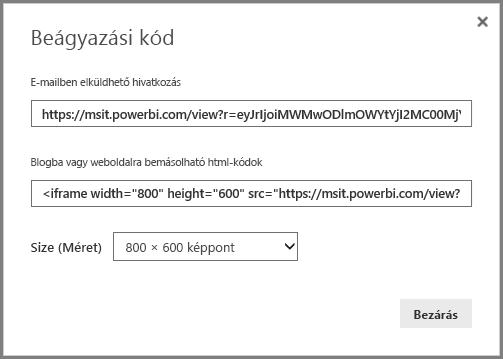 Beágyazási kód
E-mailben elküldhető hivatkozás
https://msit.powerbi.com/view?r=eyJrIjoiMWMwODlmOWYtYjI2MC00Mj
Blogba vagy weboldalra bemásolható html-kódok
<iframe width="800" height="600" src="https://msit.powerbi.com/view?
Size (Méret) 800 × 600 képpont
Bezárás